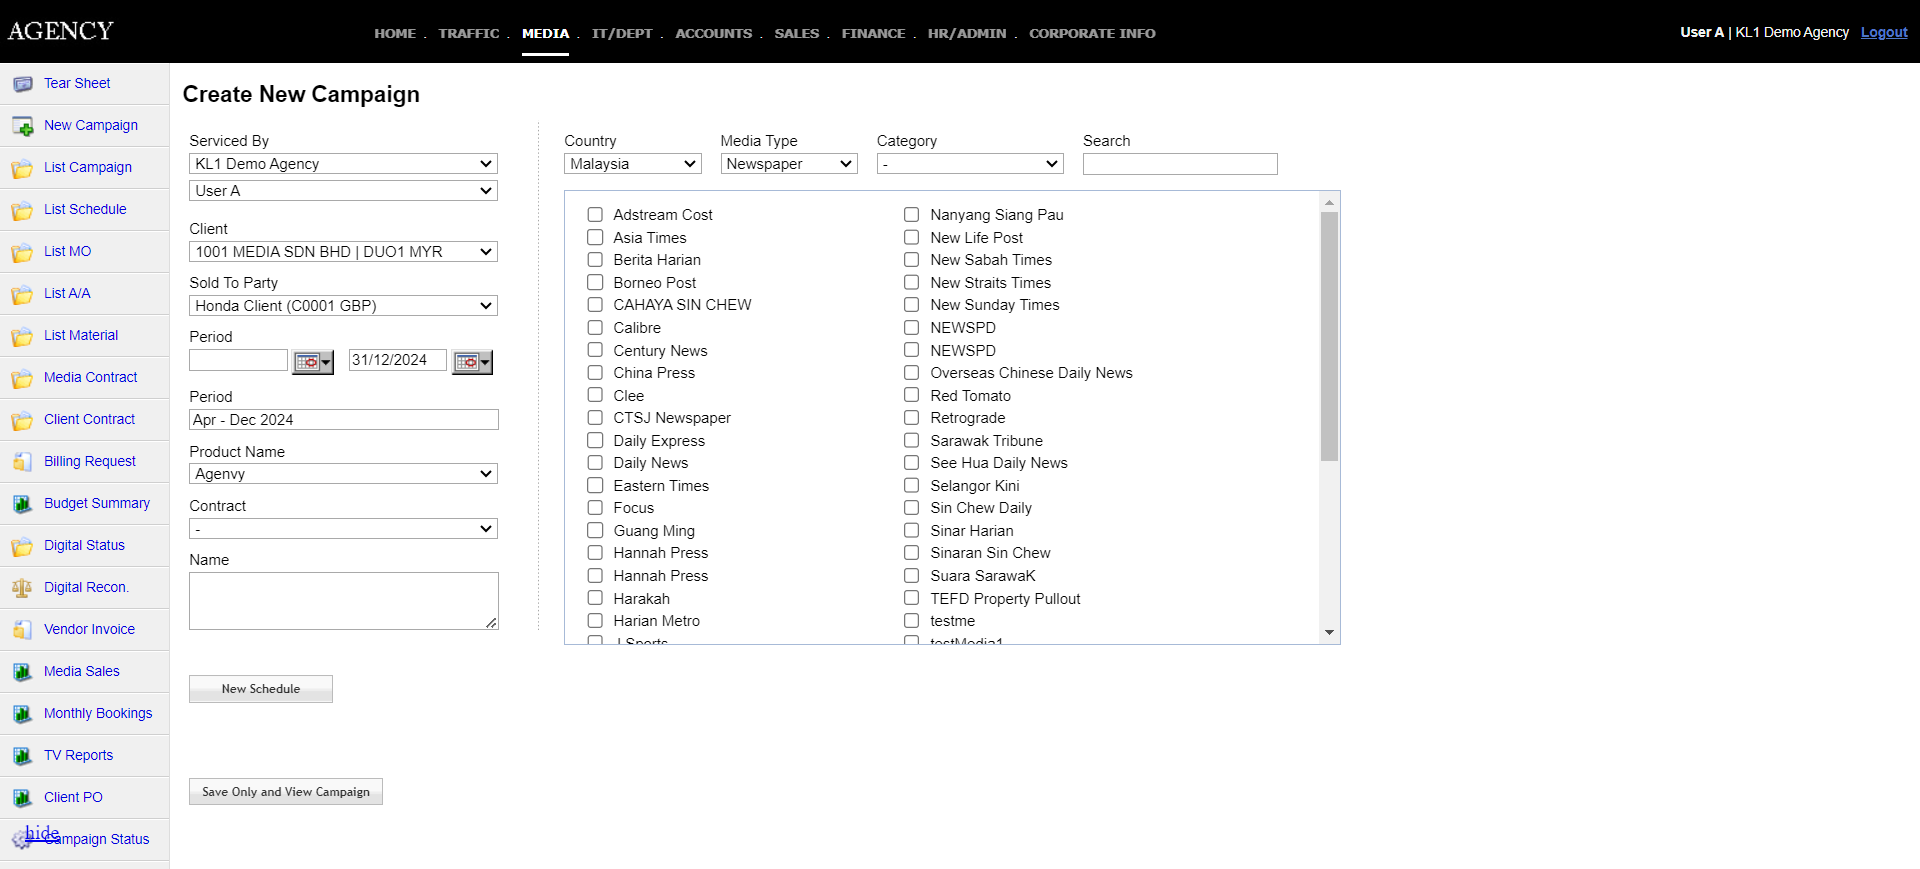 AGENCY
HOME . TRAFFIC . MEDIA . IT/DEPT . ACCOUNTS . SALES . FINANCE . HR/ADMIN . CORPORATE INFO
User A | KL1 Demo Agency Logout
Tear Sheet
New Campaign
List Campaign
List Schedule
List MO
List A/A
List Material
Media Contract
Client Contract
Billing Request
Budget Summary
Digital Status
Digital Recon.
Vendor Invoice
Media Sales
Monthly Bookings
TV Reports
Client PO
hide
Campaign Status
Create New Campaign
Serviced By
KL1 Demo Agency
User A
Client
1001 MEDIA SDN BHD | DUO1 MYR
Sold To Party
Honda Client (C0001 GBP)
Period
31/12/2024
Period
Apr - Dec 2024
Product Name
Agenvy
Contract
-
Name
New Schedule
Save Only and View Campaign
Country Media Type Category Search
Malaysia Newspaper -
Adstream Cost
Asia Times
Berita Harian
Borneo Post
CAHAYA SIN CHEW
Calibre
Century News
China Press
Clee
CTSJ Newspaper
Daily Express
Daily News
Eastern Times
Focus
Guang Ming
Hannah Press
Hannah Press
Harakah
Harian Metro
J Sports
Nanyang Siang Pau
New Life Post
New Sabah Times
New Straits Times
New Sunday Times
NEWSPD
NEWSPD
Overseas Chinese Daily News
Red Tomato
Retrograde
Sarawak Tribune
See Hua Daily News
Selangor Kini
Sin Chew Daily
Sinar Harian
Sinaran Sin Chew
Suara SarawaK
TEFD Property Pullout
testme
testMedia1